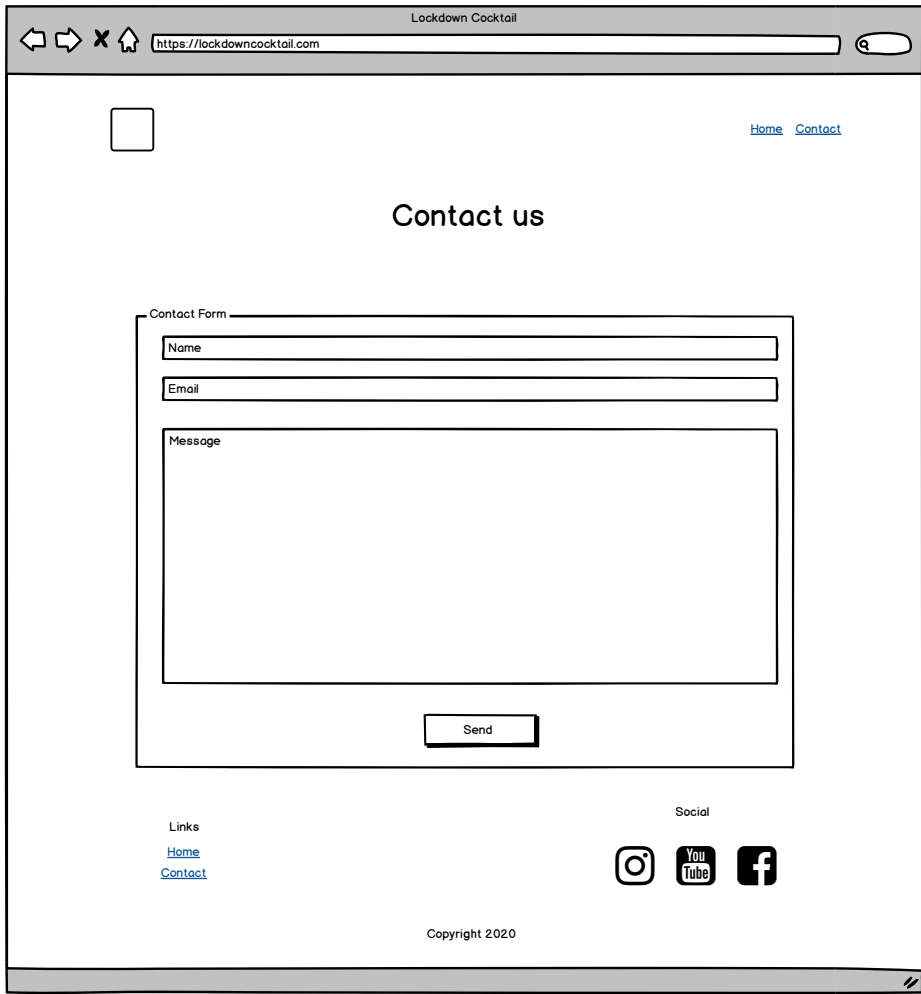 Lockdown Cocktail
https://lockdowncocktail.com
Home Contact
Contact us
Contact Form
Name
Email
Message
Send
Links
Home
Contact
Social
You
Tube
Copyright 2020